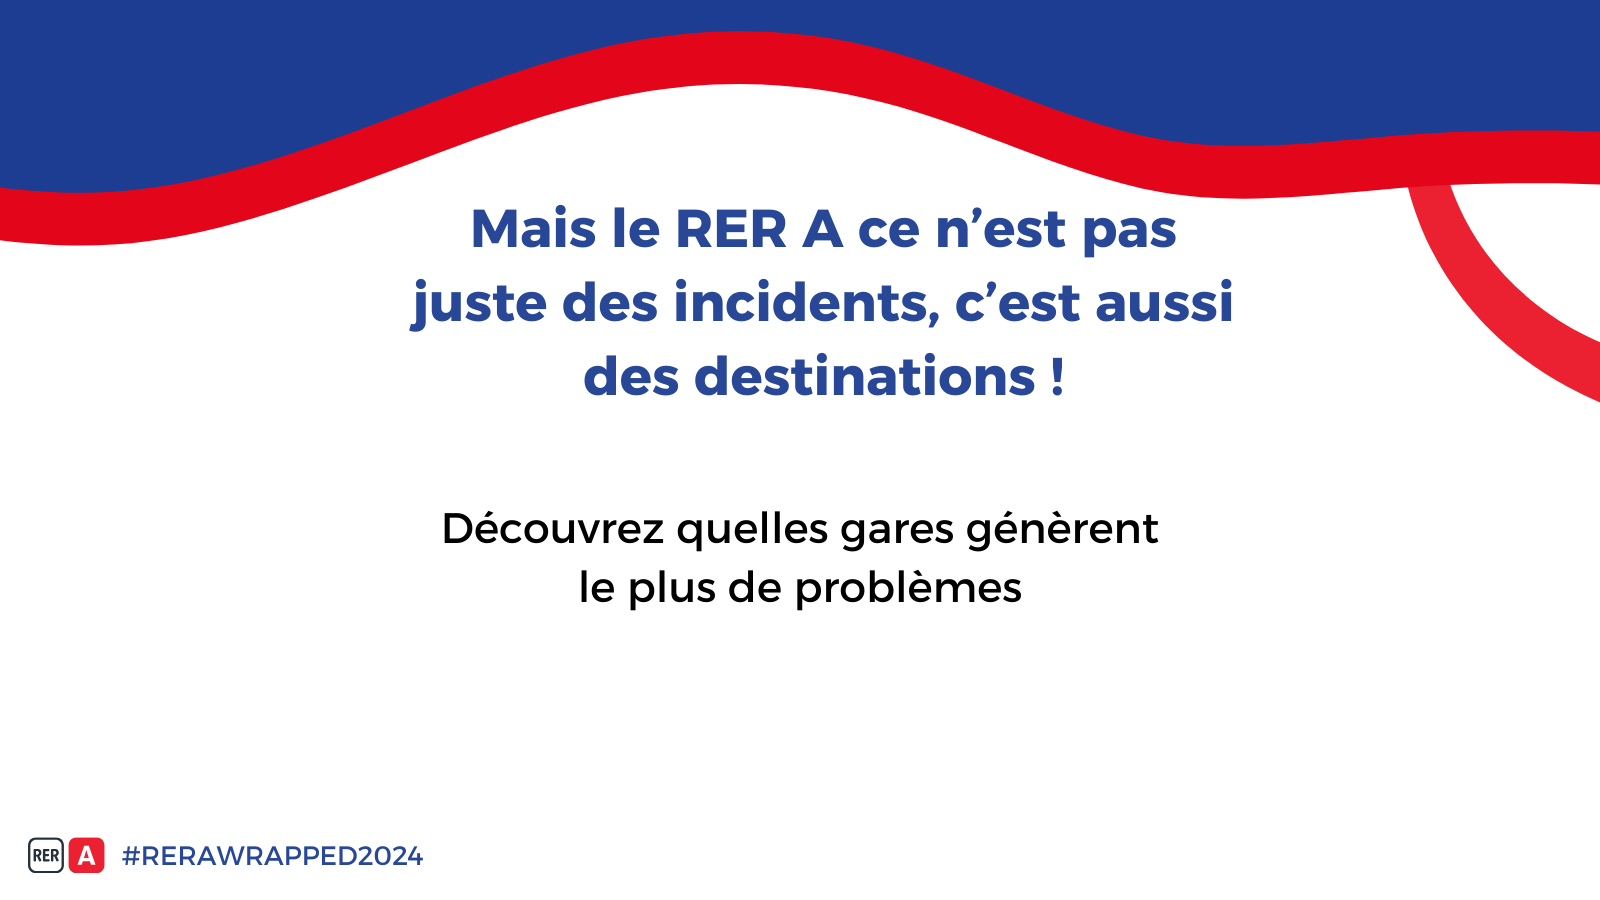 Mais le RER A ce n’est pas
juste des incidents, c’est aussi
des destinations !
Découvrez quelles gares génèrent
le plus de problèmes
RER A #RERAWRAPPED2024